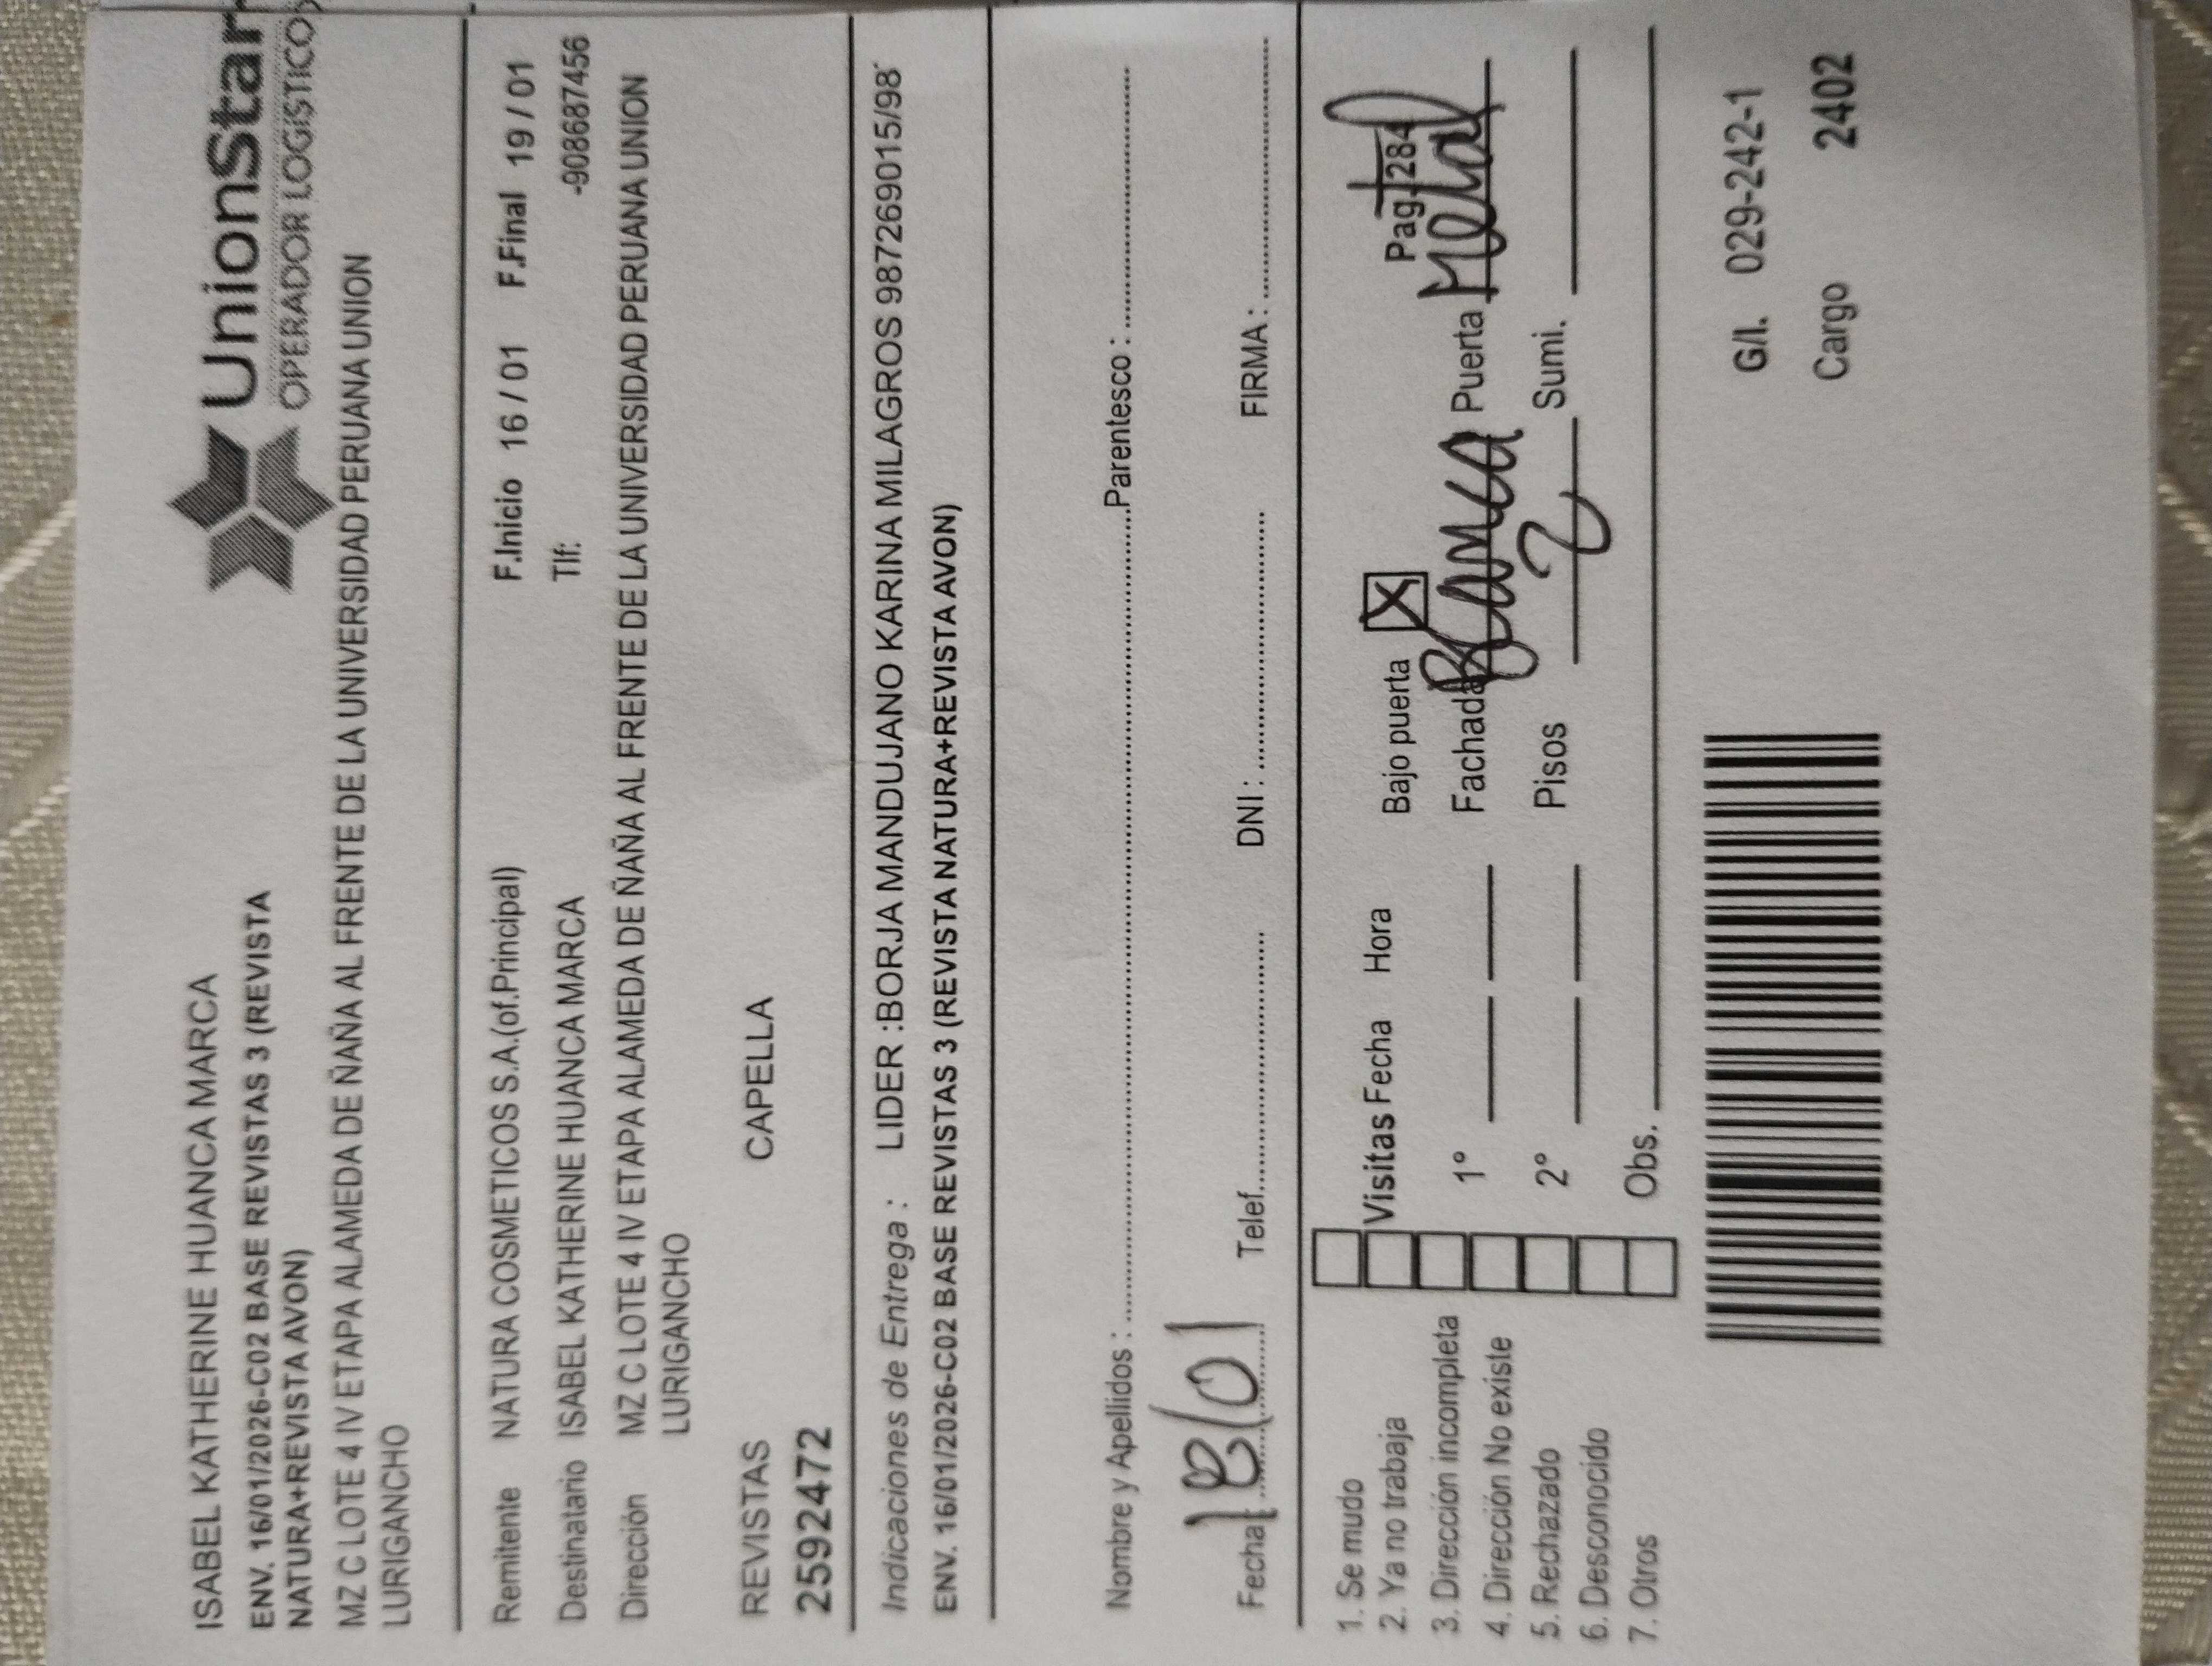 ISABEL KATHERINE HUANCA MARCA
ENV. 16/01/2026-C02 BASE REVISTAS 3 (REVISTA
NATURA+REVISTA AVON)
UnionStar
OPERADOR LOGISTICO
MZ C LOTE 4 IV ETAPA ALAMEDA DE ÑAÑA AL FRENTE DE LA UNIVERSIDAD PERUANA UNION
LURIGANCHO
Remitente NATURA COSMETICOS S.A.(of.Principal) F.Inicio 16 / 01 F.Final 19 / 01
Destinatario ISABEL KATHERINE HUANCA MARCA Tlf: -908687456
Dirección MZ C LOTE 4 IV ETAPA ALAMEDA DE ÑAÑA AL FRENTE DE LA UNIVERSIDAD PERUANA UNION
LURIGANCHO
REVISTAS CAPELLA
2592472
Indicaciones de Entrega : LIDER :BORJA MANDUJANO KARINA MILAGROS 987269015/98
ENV. 16/01/2026-C02 BASE REVISTAS 3 (REVISTA NATURA+REVISTA AVON)
Nombre y Apellidos : Parentesco :
Fecha: 18/01 Telef. DNI : FIRMA :
1. Se mudo
2. Ya no trabaja Visitas Fecha Hora Bajo puerta X Pag. 284
3. Dirección incompleta 1° Fachada Blanca Puerta Metal
4. Dirección No existe
5. Rechazado 2° Pisos 2 Sumi.
6. Desconocido
7. Otros Obs.
G/I. 029-242-1
Cargo 2402